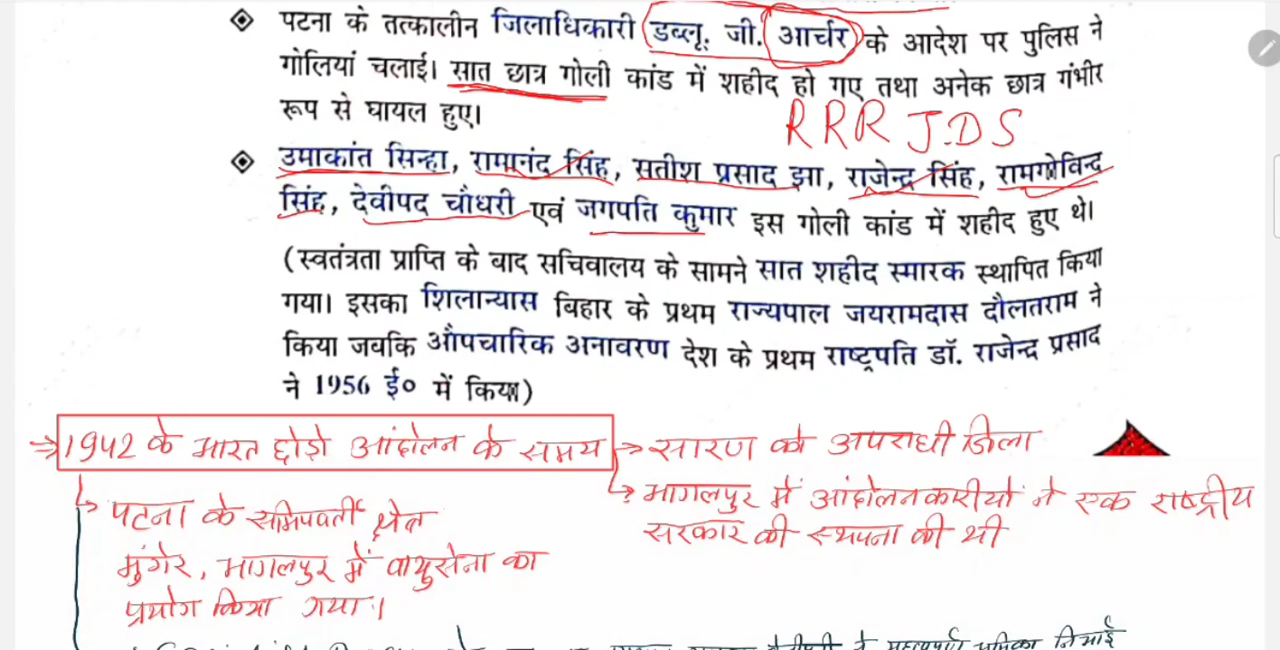 पटना के तत्कालीन जिलाधिकारी डब्लू. जी. आर्चर के आदेश पर पुलिस ने
गोलियां चलाई। सात छात्र गोली कांड में शहीद हो गए तथा अनेक छात्र गंभीर
रूप से घायल हुए।
RRR J.D S
उमाकांत सिन्हा, रामानंद सिंह, सतीश प्रसाद झा, राजेन्द्र सिंह, रामगोविन्द
सिंह, देवीपद चौधरी एवं जगपति कुमार इस गोली कांड में शहीद हुए थे।
(स्वतंत्रता प्राप्ति के बाद सचिवालय के सामने सात शहीद स्मारक स्थापित किया
गया। इसका शिलान्यास बिहार के प्रथम राज्यपाल जयरामदास दौलतराम ने
किया जबकि औपचारिक अनावरण देश के प्रथम राष्ट्रपति डॉ. राजेन्द्र प्रसाद
ने 1956 ई० में किया)
⇒ 1942 के भारत छोड़ो आंदोलन के समय → सारण को अपराधी जिला
→ भागलपुर में आंदोलनकारीयों ने एक राष्ट्रीय
सरकार की स्थपना की थी
→ पटना के समिपवर्ती क्षेत्र
मुंगेर, भागलपुर में वायुसेना का
प्रयोग किया गया।